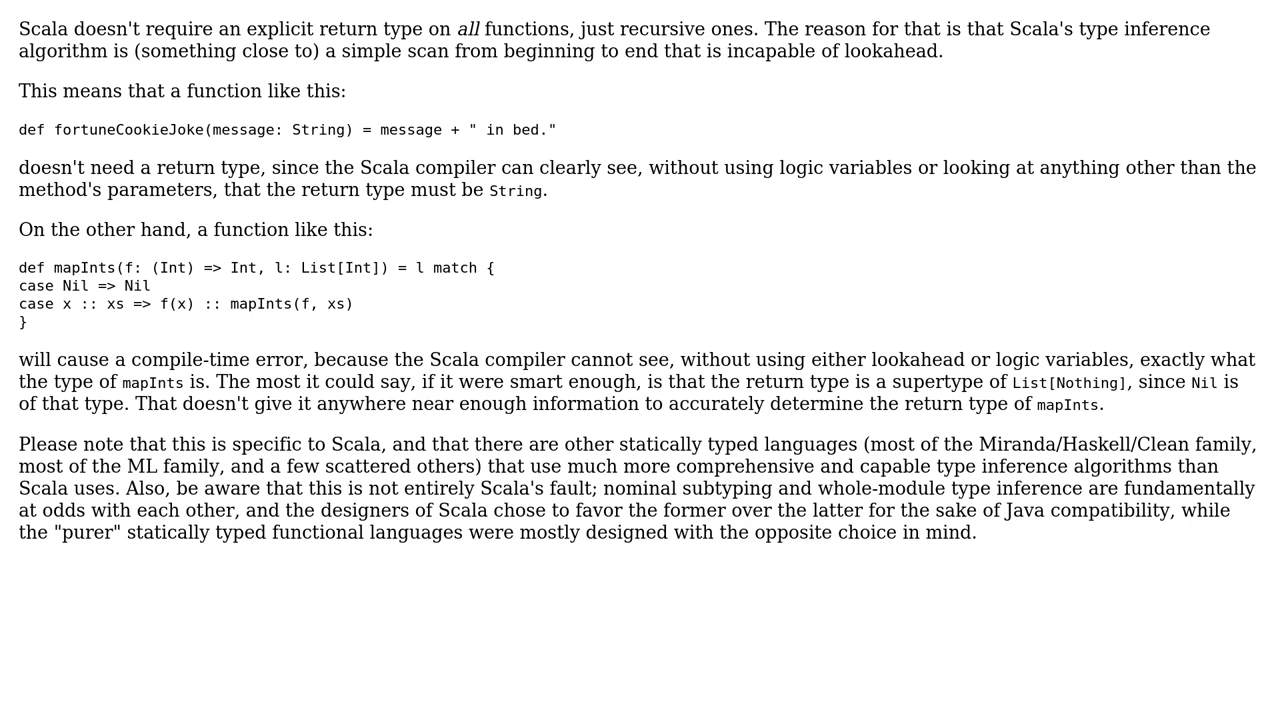 Scala doesn't require an explicit return type on all functions, just recursive ones. The reason for that is that Scala's type inference
algorithm is (something close to) a simple scan from beginning to end that is incapable of lookahead.
This means that a function like this:
def fortuneCookieJoke(message: String) = message + " in bed."
doesn't need a return type, since the Scala compiler can clearly see, without using logic variables or looking at anything other than the
method's parameters, that the return type must be String.
On the other hand, a function like this:
def mapInts(f: (Int) => Int, l: List[Int]) = l match {
case Nil => Nil
case x :: xs => f(x) :: mapInts(f, xs)
}
will cause a compile-time error, because the Scala compiler cannot see, without using either lookahead or logic variables, exactly what
the type of mapInts is. The most it could say, if it were smart enough, is that the return type is a supertype of List[Nothing], since Nil is
of that type. That doesn't give it anywhere near enough information to accurately determine the return type of mapInts.
Please note that this is specific to Scala, and that there are other statically typed languages (most of the Miranda/Haskell/Clean family,
most of the ML family, and a few scattered others) that use much more comprehensive and capable type inference algorithms than
Scala uses. Also, be aware that this is not entirely Scala's fault; nominal subtyping and whole-module type inference are fundamentally
at odds with each other, and the designers of Scala chose to favor the former over the latter for the sake of Java compatibility, while
the "purer" statically typed functional languages were mostly designed with the opposite choice in mind.